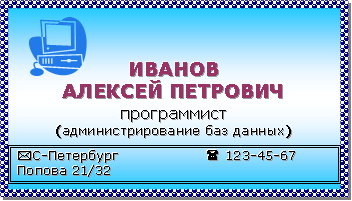 ИВАНОВ
АЛЕКСЕЙ ПЕТРОВИЧ
программист
(администрирование баз данных)
✉С-Петербург ☎ 123-45-67
Попова 21/32